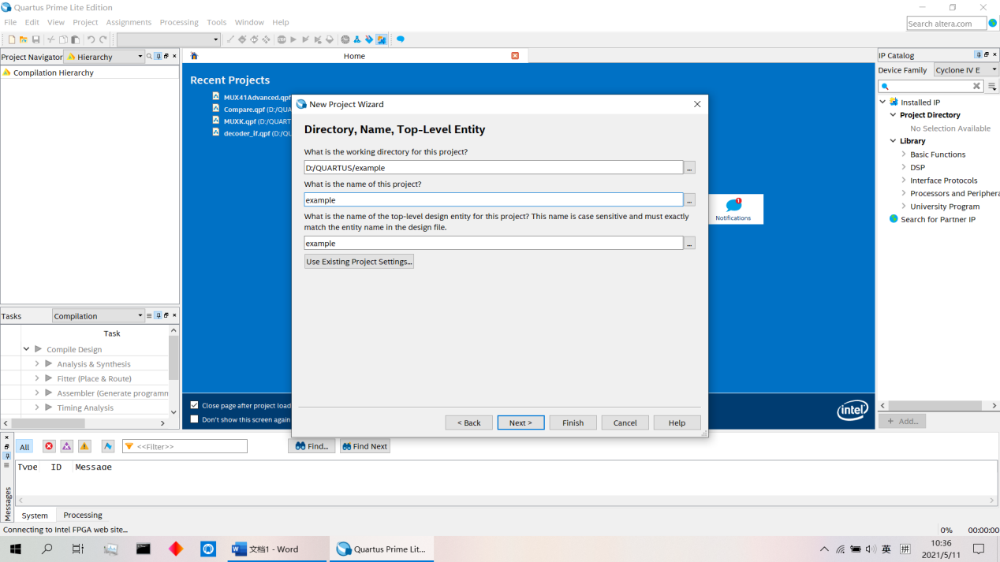 Quartus Prime Lite Edition
File Edit View Project Assignments Processing Tools Window Help
Search altera.com
Project Navigator Hierarchy
Compilation Hierarchy
Home
Recent Projects
MUX41Advanced.qpf
Compare.qpf (D:/QUA
MUXK.qpf (D:/QUART
decoder_if.qpf (D:/QU
New Project Wizard
Directory, Name, Top-Level Entity
What is the working directory for this project?
D:/QUARTUS/example
...
What is the name of this project?
example
...
What is the name of the top-level design entity for this project? This name is case sensitive and must exactly
match the entity name in the design file.
example
...
Use Existing Project Settings...
< Back Next > Finish Cancel Help
1
Notifications
Close page after project load
Don't show this screen again
intel
IP Catalog
Device Family Cyclone IV E
Installed IP
Project Directory
No Selection Available
Library
Basic Functions
DSP
Interface Protocols
Processors and Periphera
University Program
Search for Partner IP
+ Add...
Tasks Compilation
Task
Compile Design
Analysis & Synthesis
Fitter (Place & Route)
Assembler (Generate programm
Timing Analysis
All
<<Filter>>
Find... Find Next
Type ID Message
Messages
System Processing
Connecting to Intel FPGA web site...
0% 00:00:00
文档1 - Word
Quartus Prime Lit...
英
拼
10:36
2021/5/11